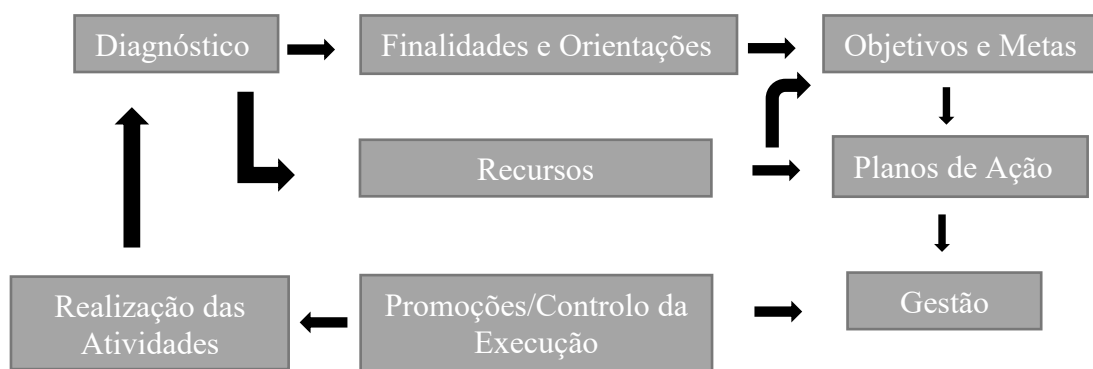 Diagnóstico
Finalidades e Orientações
Objetivos e Metas
Recursos
Planos de Ação
Realização das
Atividades
Promoções/Controlo da
Execução
Gestão